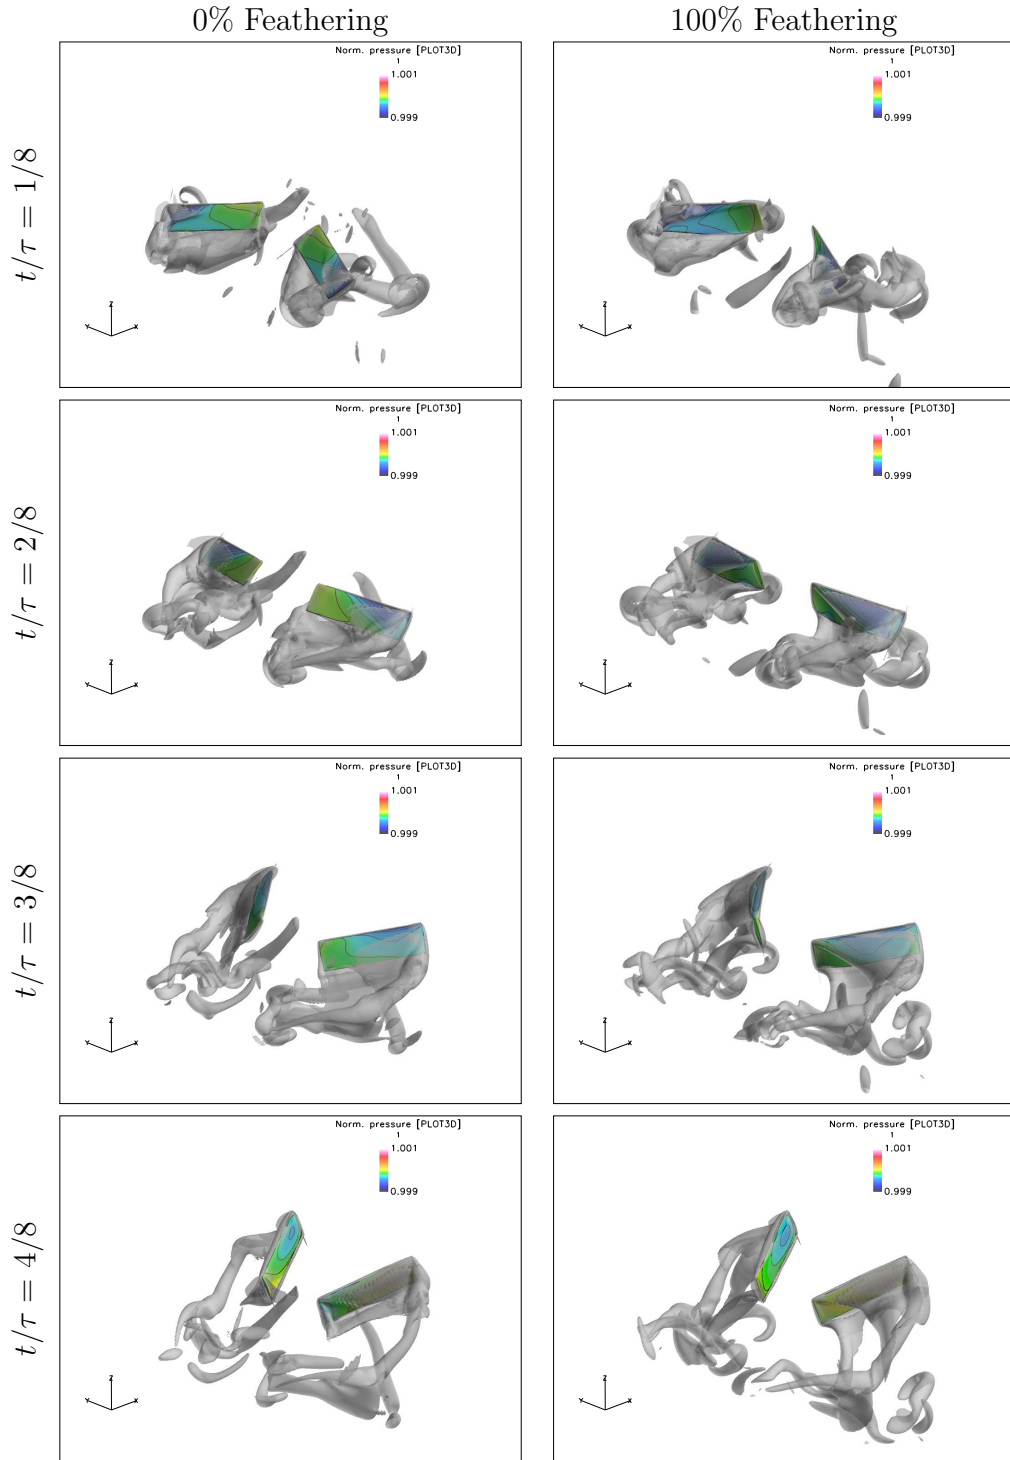 0% Feathering 100% Feathering
t/τ = 1/8
Norm. pressure [PLOT3D]
1
1.001
0.999
Z
Y X
Norm. pressure [PLOT3D]
1
1.001
0.999
Z
Y X
t/τ = 2/8
Norm. pressure [PLOT3D]
1
1.001
0.999
Z
Y X
Norm. pressure [PLOT3D]
1
1.001
0.999
Z
Y X
t/τ = 3/8
Norm. pressure [PLOT3D]
1
1.001
0.999
Z
Y X
Norm. pressure [PLOT3D]
1
1.001
0.999
Z
Y X
t/τ = 4/8
Norm. pressure [PLOT3D]
1
1.001
0.999
Z
Y X
Norm. pressure [PLOT3D]
1
1.001
0.999
Z
Y X